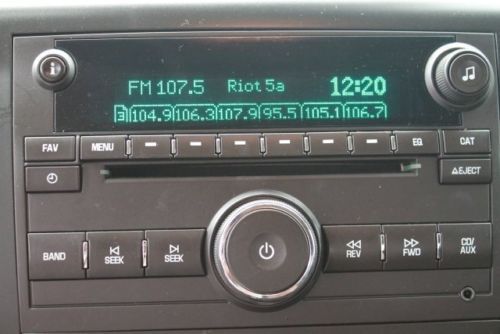 FM 107.5 Riot 5a 12:20
3 104.9 106.3 107.9 95.5 105.1 106.7
FAV MENU EQ CAT
EJECT
BAND SEEK SEEK REV FWD CD/
AUX